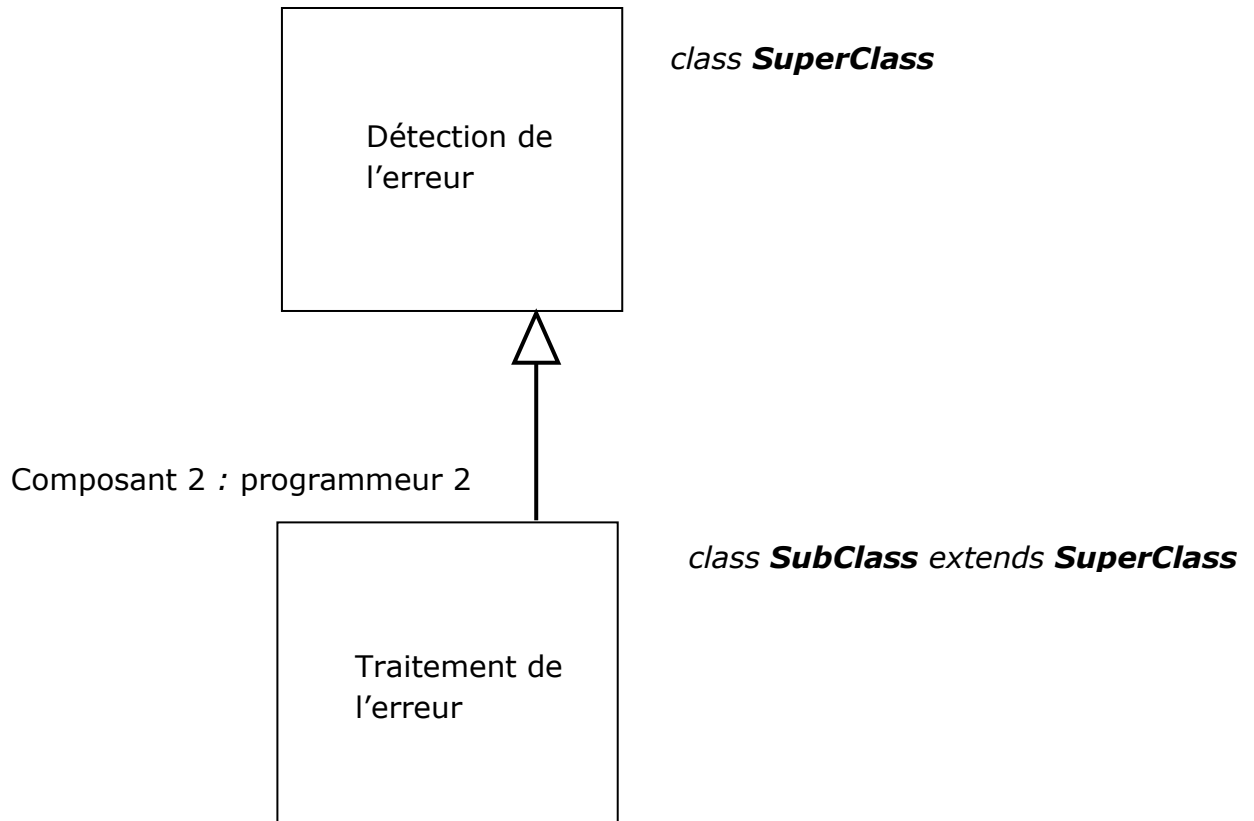 class SuperClass
Détection de
l’erreur
Composant 2 : programmeur 2
class SubClass extends SuperClass
Traitement de
l’erreur